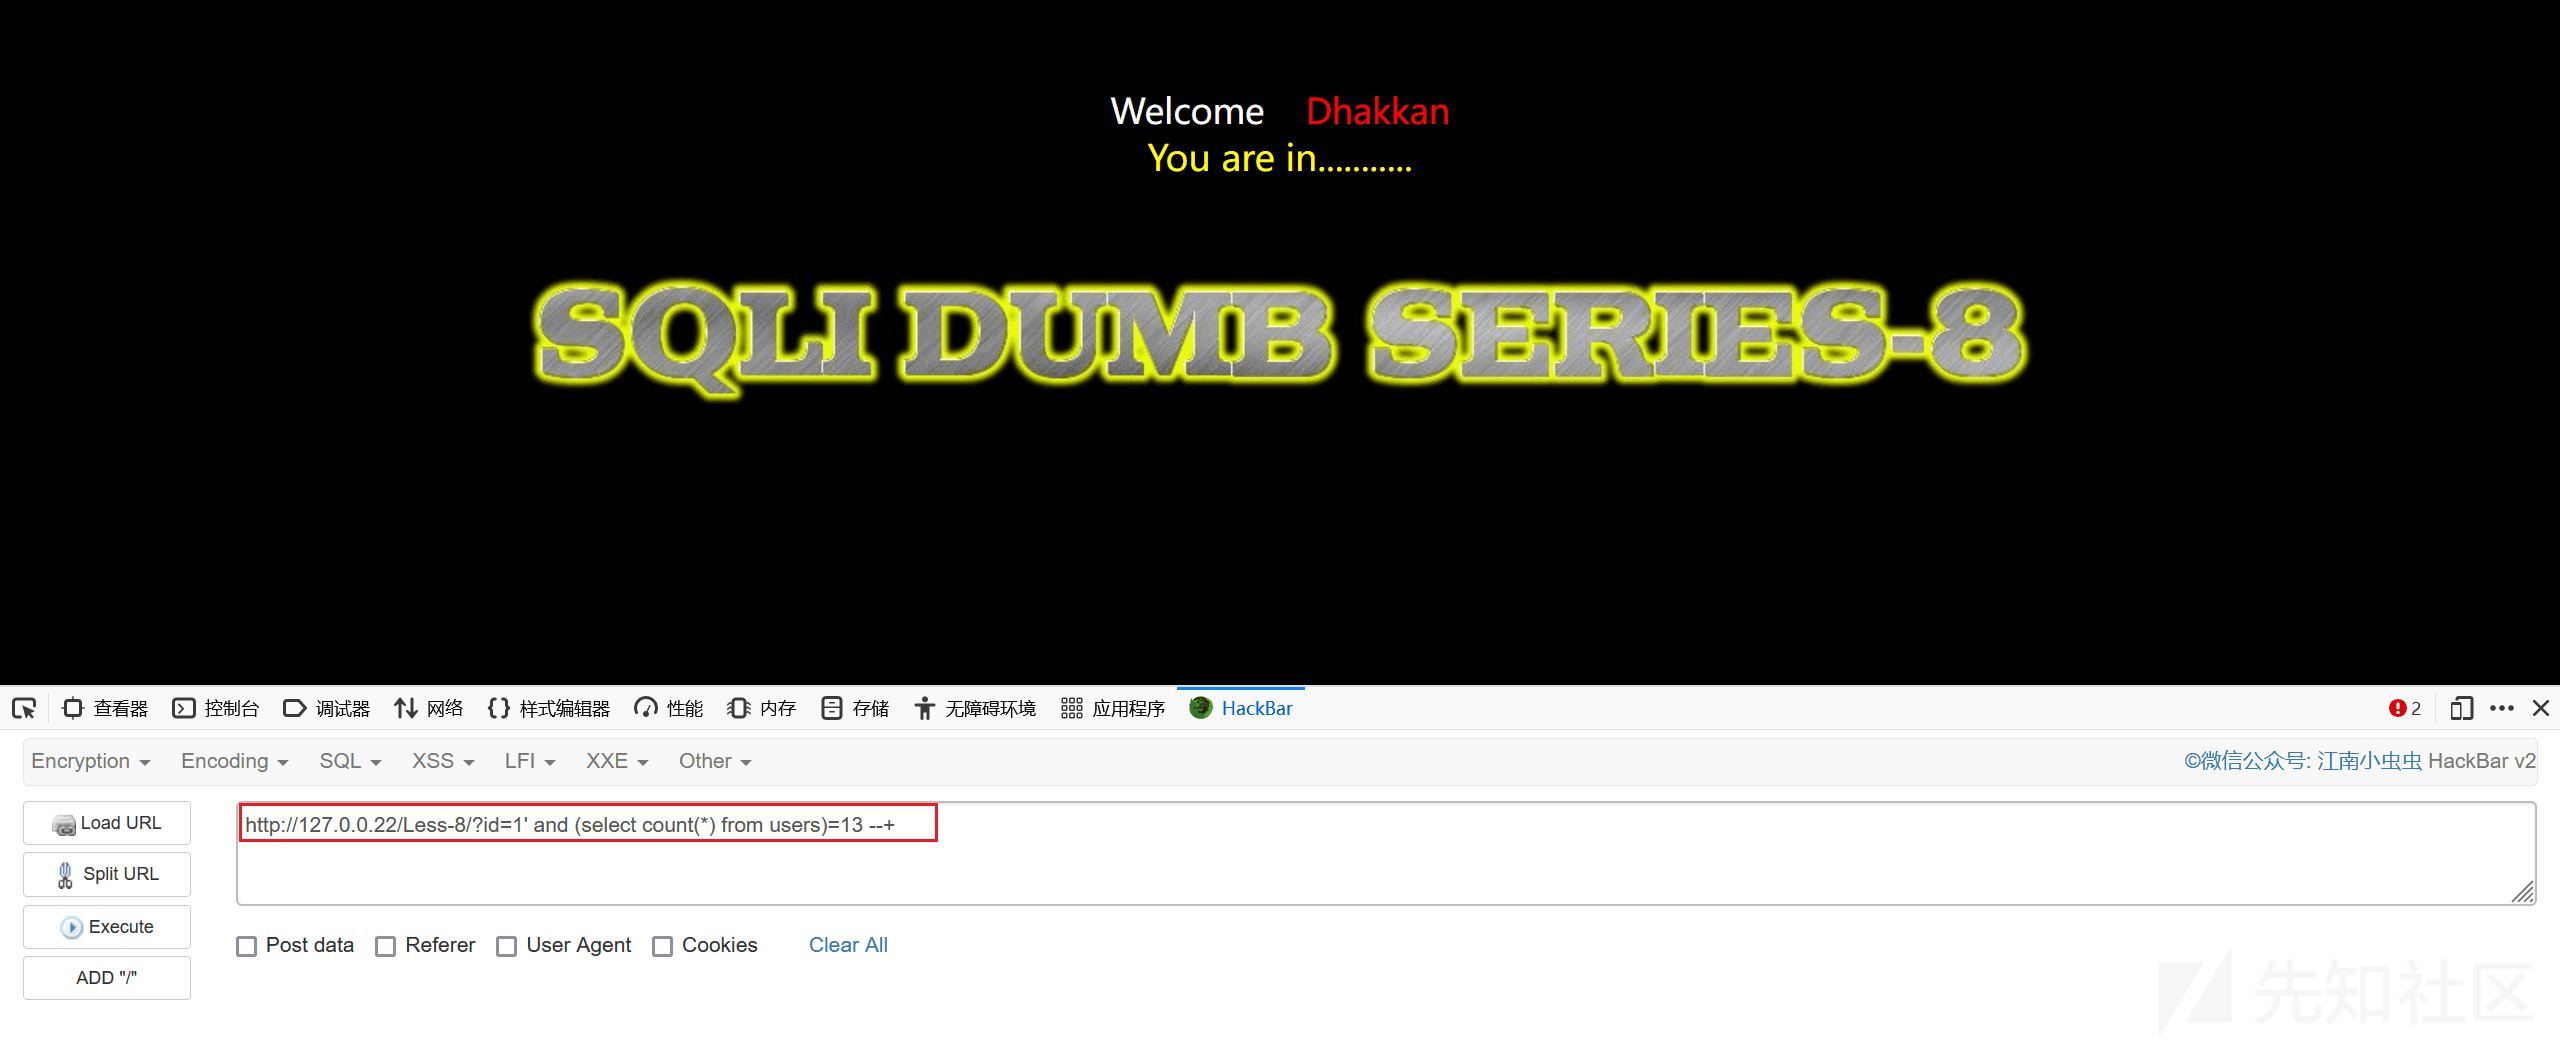 Welcome Dhakkan
You are in...........
SQLI DUMB SERIES-8
查看器 控制台 调试器 网络 样式编辑器 性能 内存 存储 无障碍环境 应用程序 HackBar 2
Encryption Encoding SQL XSS LFI XXE Other ©微信公众号: 江南小虫虫 HackBar v2
Load URL http://127.0.0.22/Less-8/?id=1' and (select count(*) from users)=13 --+
Split URL
Execute
Post data Referer User Agent Cookies Clear All
ADD "/"
先知社区